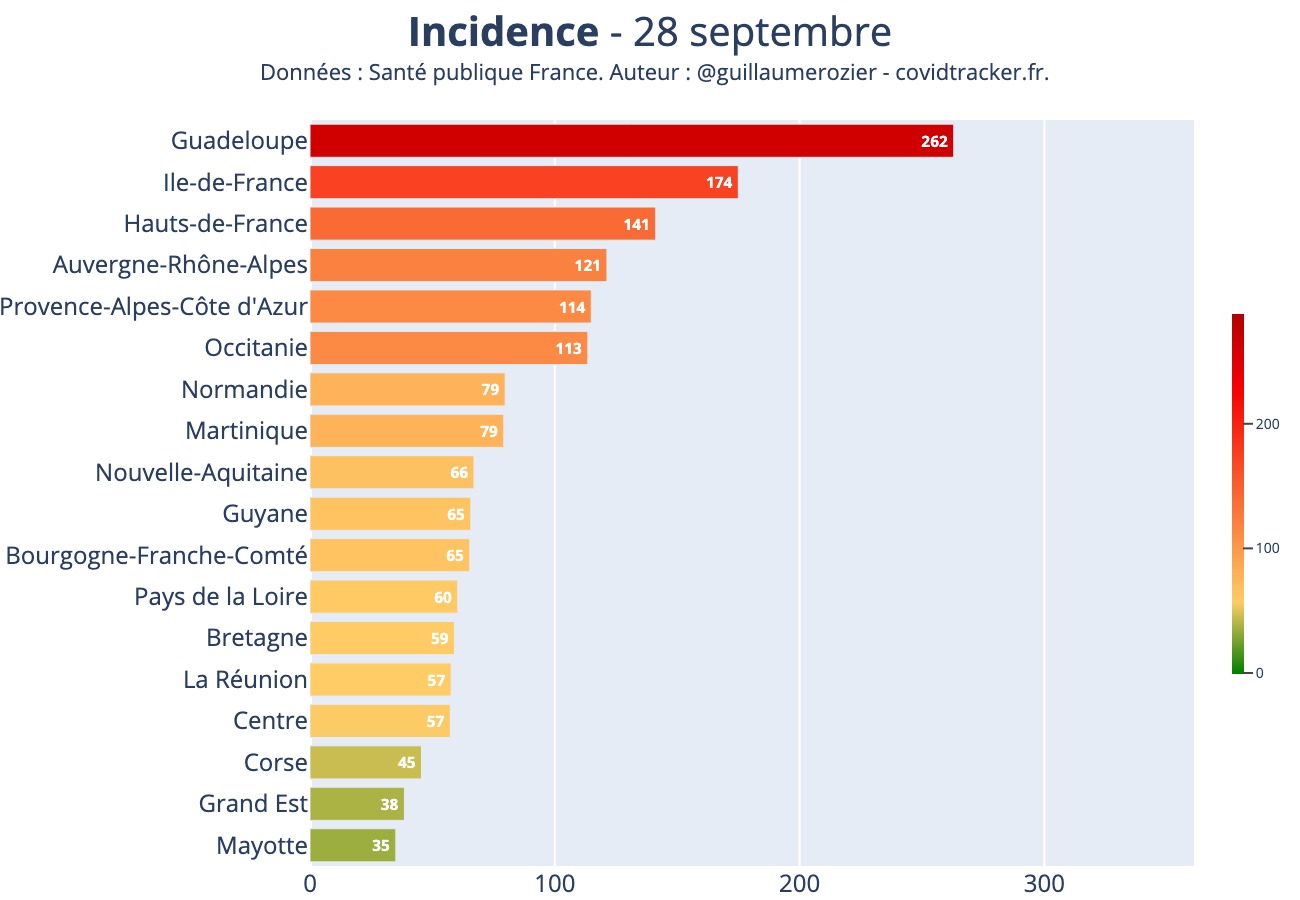 Incidence - 28 septembre
Données : Santé publique France. Auteur : @guillaumerozier - covidtracker.fr.
Guadeloupe 262
Ile-de-France 174
Hauts-de-France 141
Auvergne-Rhône-Alpes 121
Provence-Alpes-Côte d'Azur 114
Occitanie 113
Normandie 79
Martinique 79
Nouvelle-Aquitaine 66
Guyane 65
Bourgogne-Franche-Comté 65
Pays de la Loire 60
Bretagne 59
La Réunion 57
Centre 57
Corse 45
Grand Est 38
Mayotte 35
0 100 200 300
200
100
0